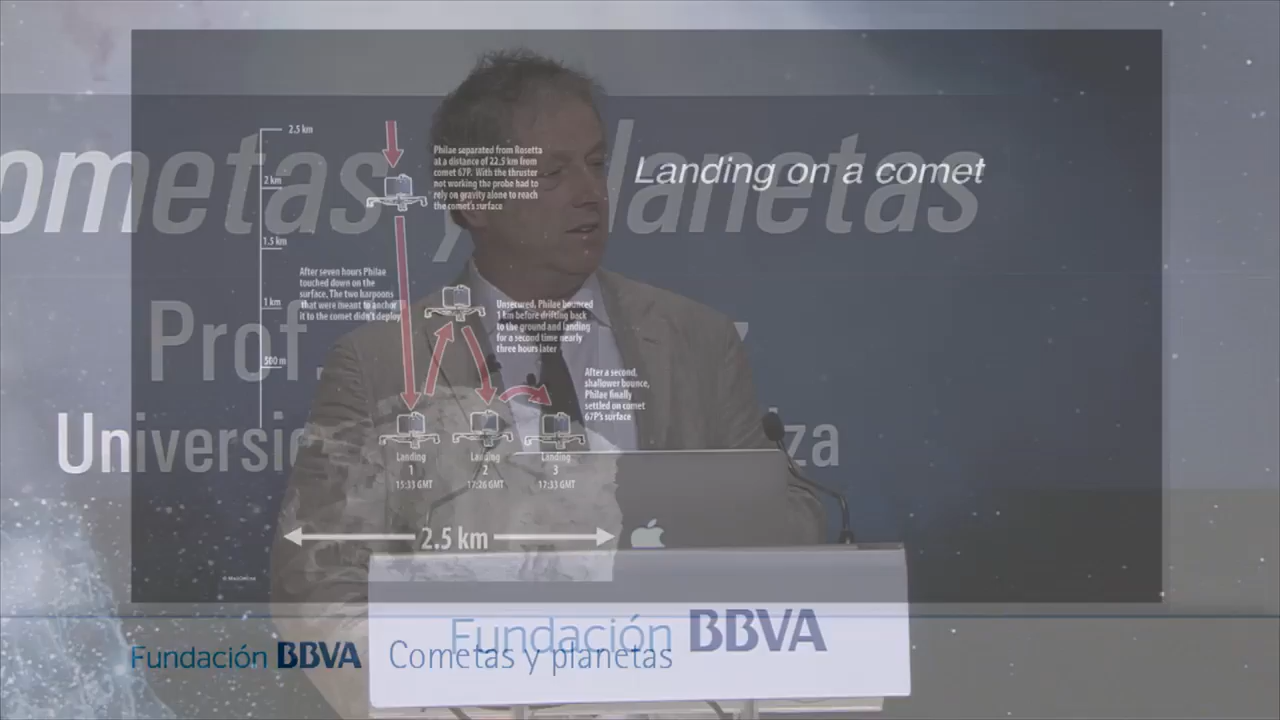 ometas y planetas
Landing on a comet
Prof.
Universi
za
2.5 km
2 km
1.5 km
1 km
500 m
Philae separated from Rosetta
at a distance of 22.5 km from
comet 67P. With the thruster
not working the probe had to
rely on gravity alone to reach
the comet's surface
After seven hours Philae
touched down on the
surface. The two harpoons
that were meant to anchor
it to the comet didn't deploy
Unsecured, Philae bounced
1 km before drifting back
to the ground and landing
for a second time nearly
three hours later
After a second,
shallower bounce,
Philae finally
settled on comet
67P's surface
Landing
1
15:33 GMT
Landing
2
17:26 GMT
Landing
3
17:33 GMT
2.5 km
Fundación BBVA
Fundación BBVA
Cometas y planetas